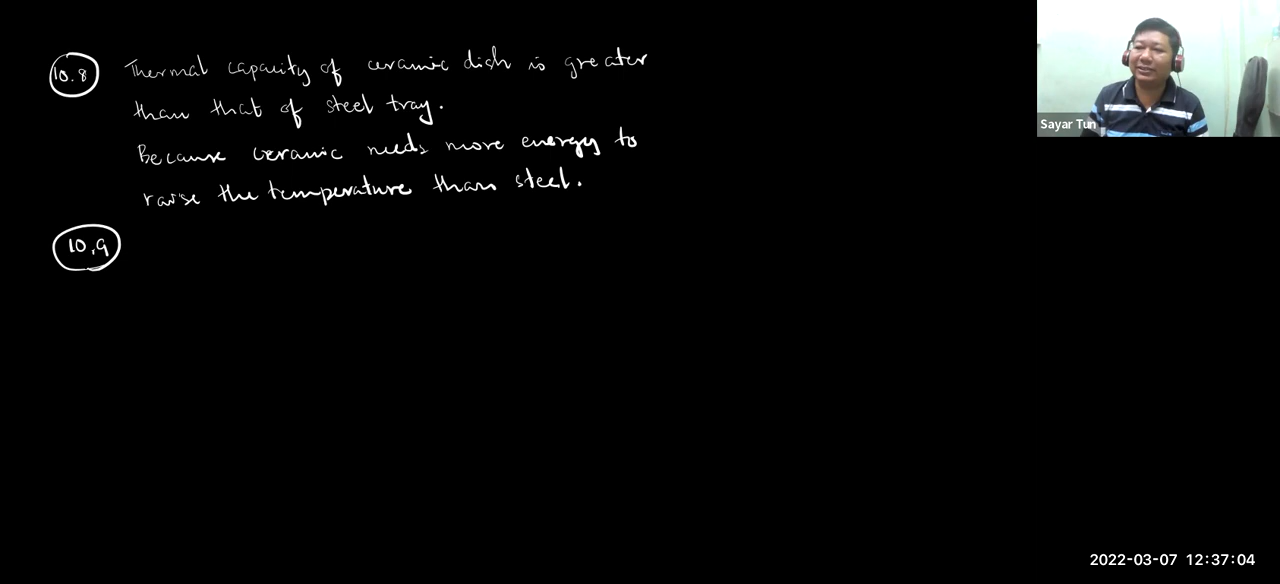 10.8 Thermal capacity of ceramic dish is greater
than that of steel tray.
Because ceramic needs more energy to
raise the temperature than steel.
10.9
Sayar Tun
2022-03-07 12:37:04